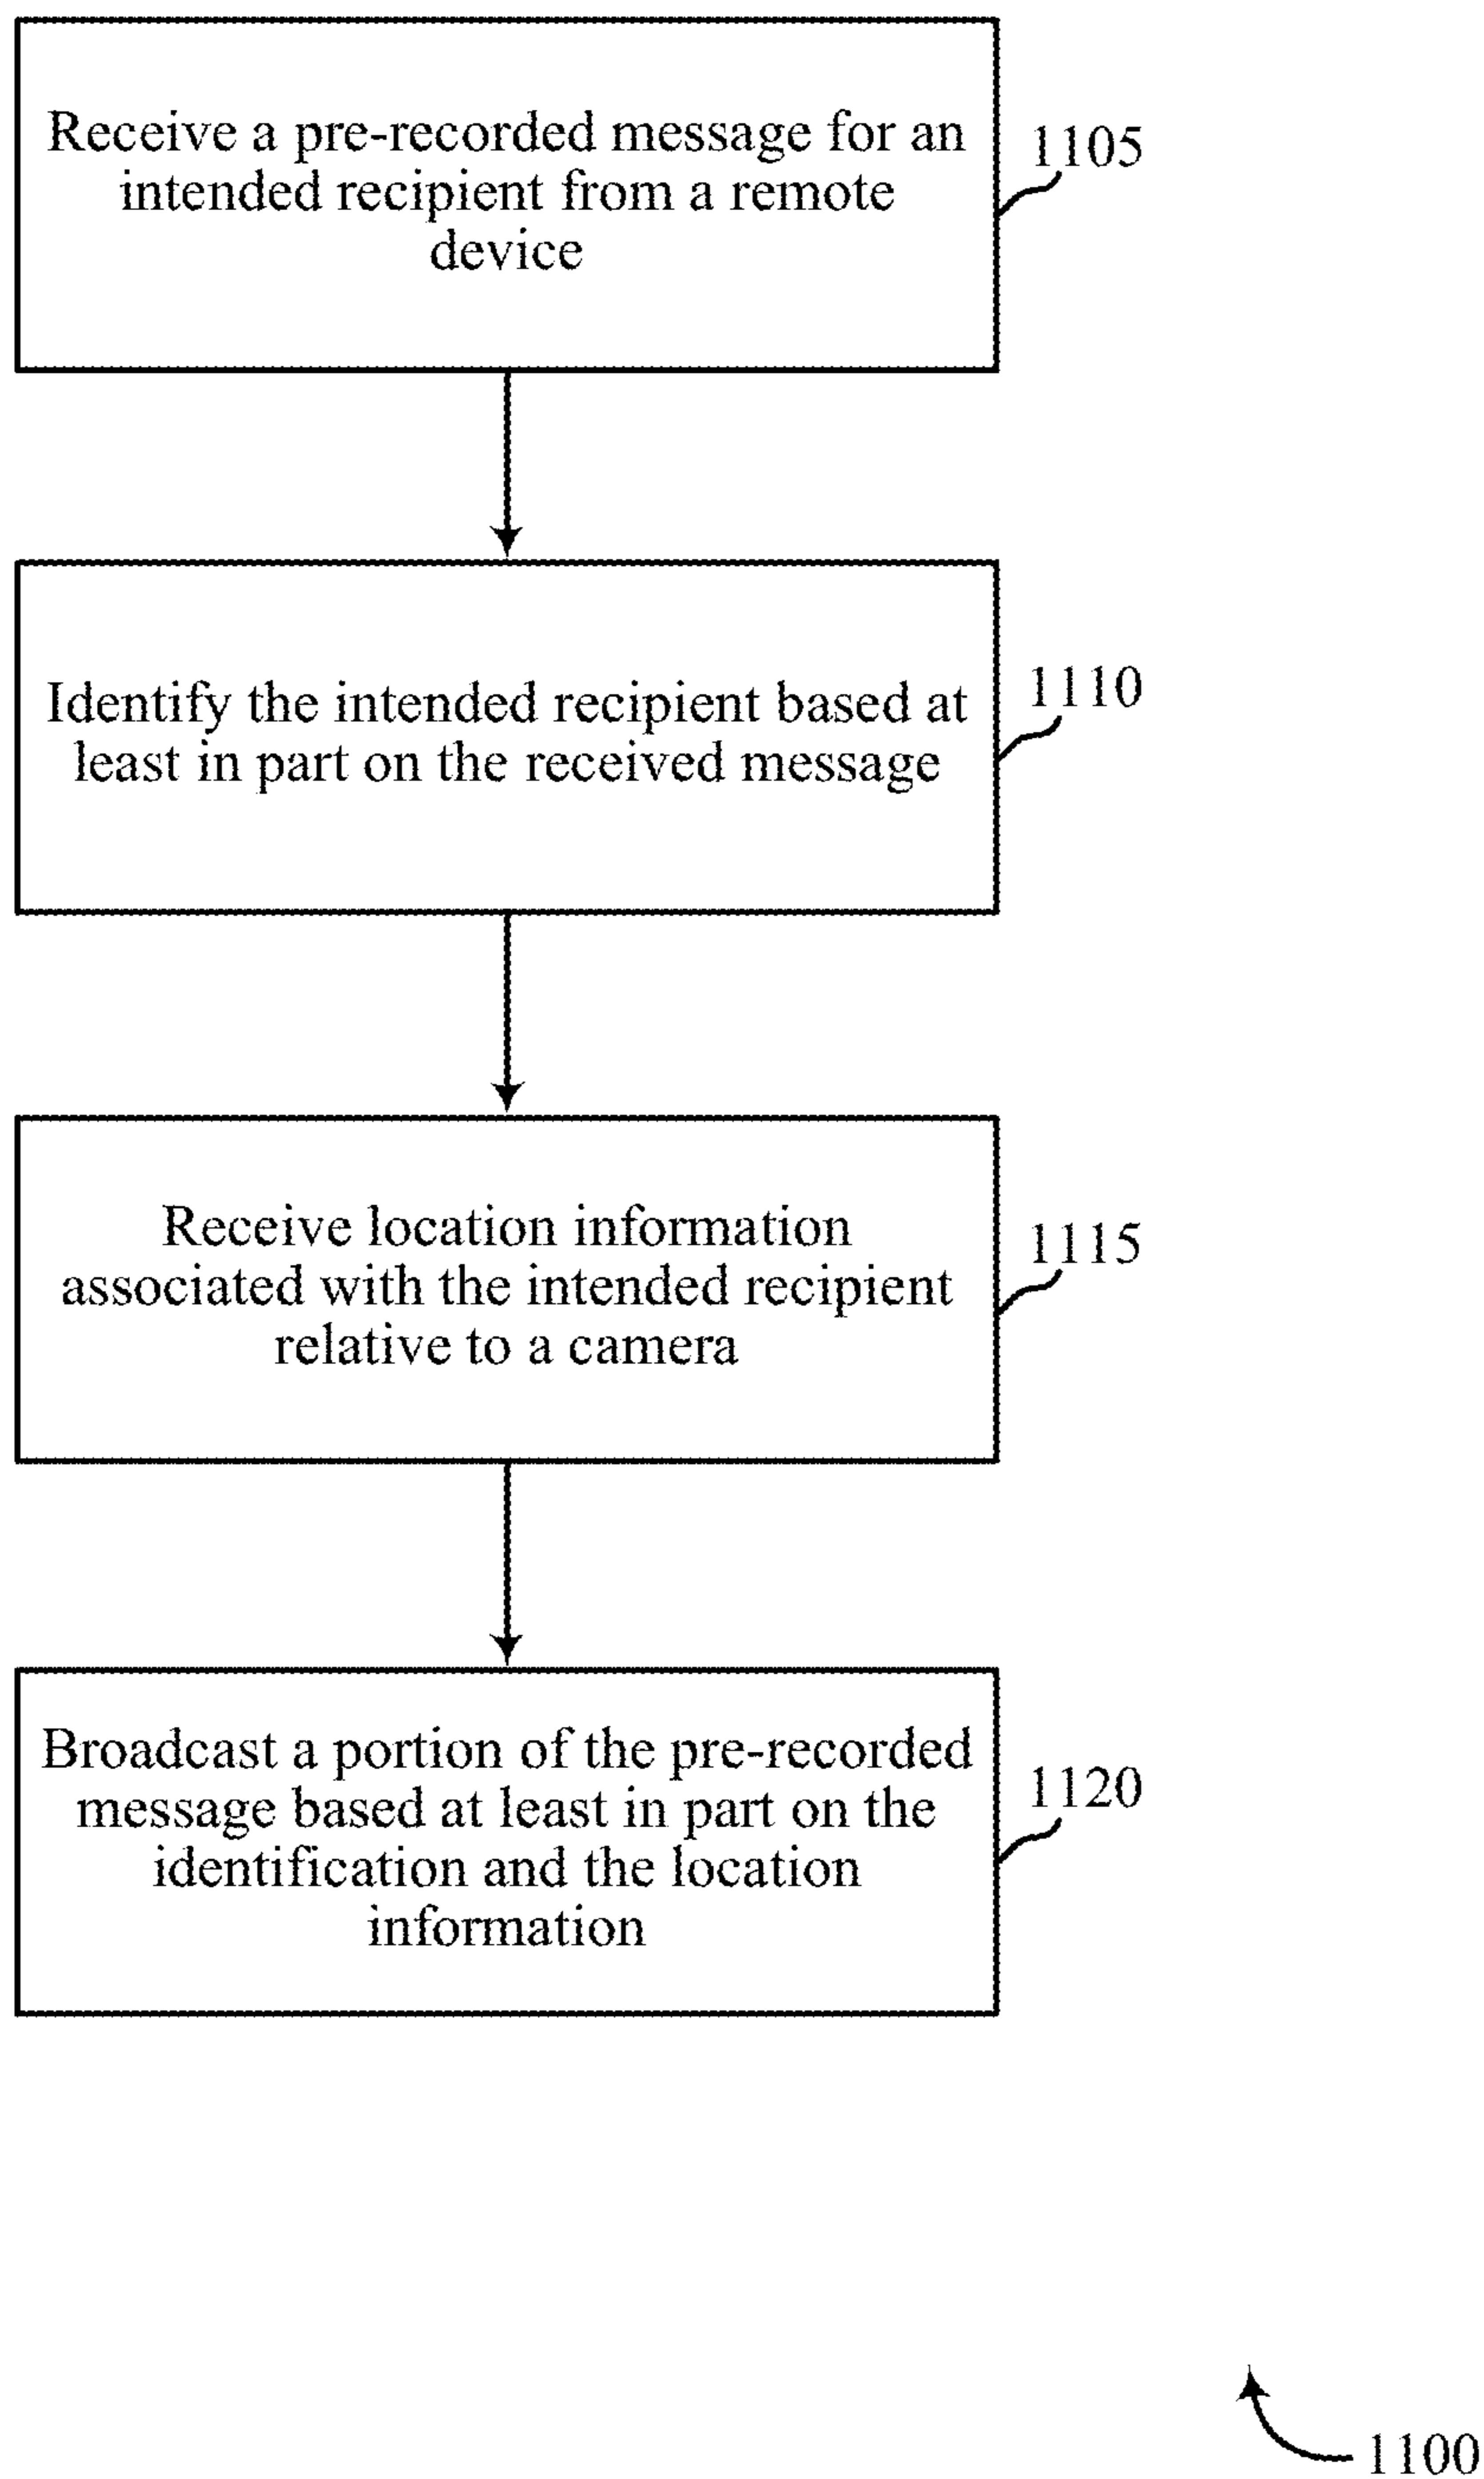 Receive a pre-recorded message for an
intended recipient from a remote
device
1105
Identify the intended recipient based at
least in part on the received message
1110
Receive location information
associated with the intended recipient
relative to a camera
1115
Broadcast a portion of the pre-recorded
message based at least in part on the
identification and the location
information
1120
1100